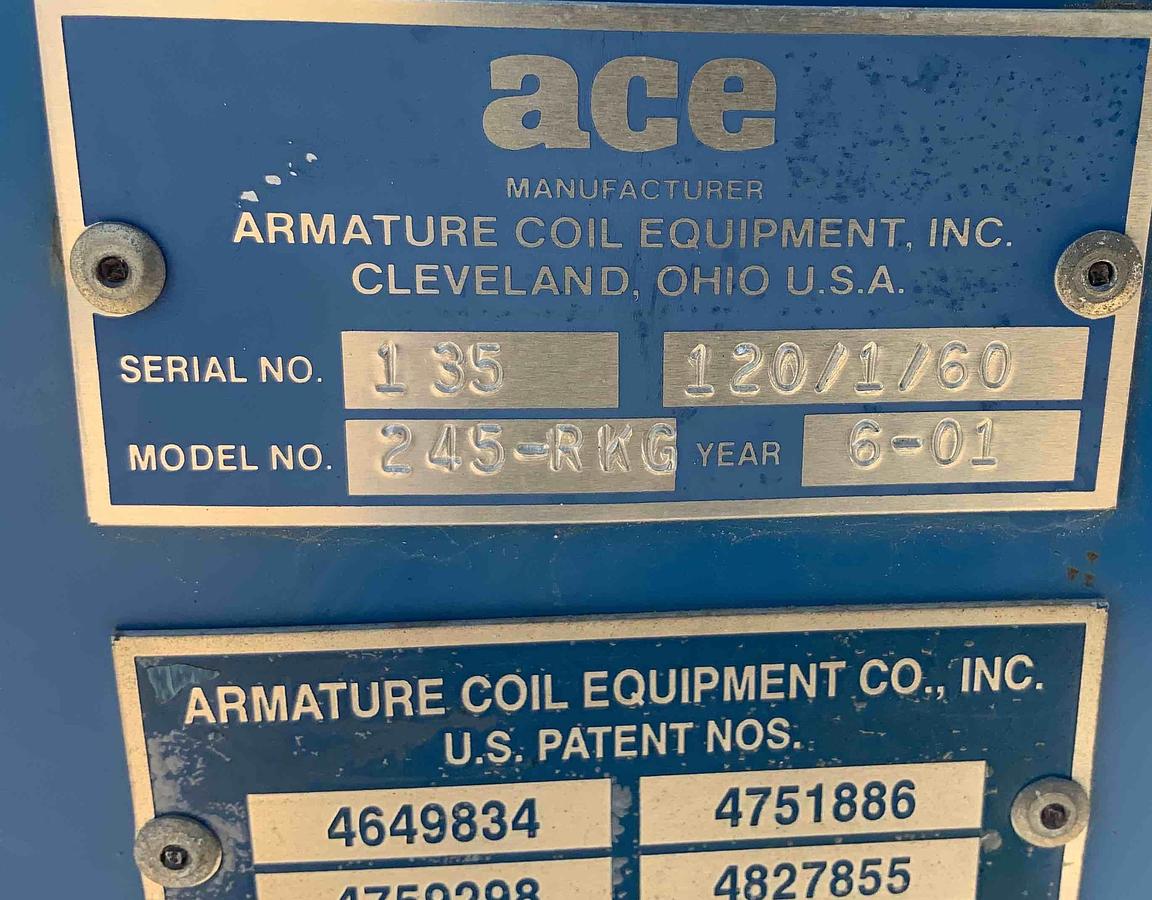 ace
MANUFACTURER
ARMATURE COIL EQUIPMENT, INC.
CLEVELAND, OHIO U.S.A.
SERIAL NO. 135 120/1/60
MODEL NO. 245-RKG YEAR 6-01
ARMATURE COIL EQUIPMENT CO., INC.
U.S. PATENT NOS.
4649834 4751886
4759298 4827855